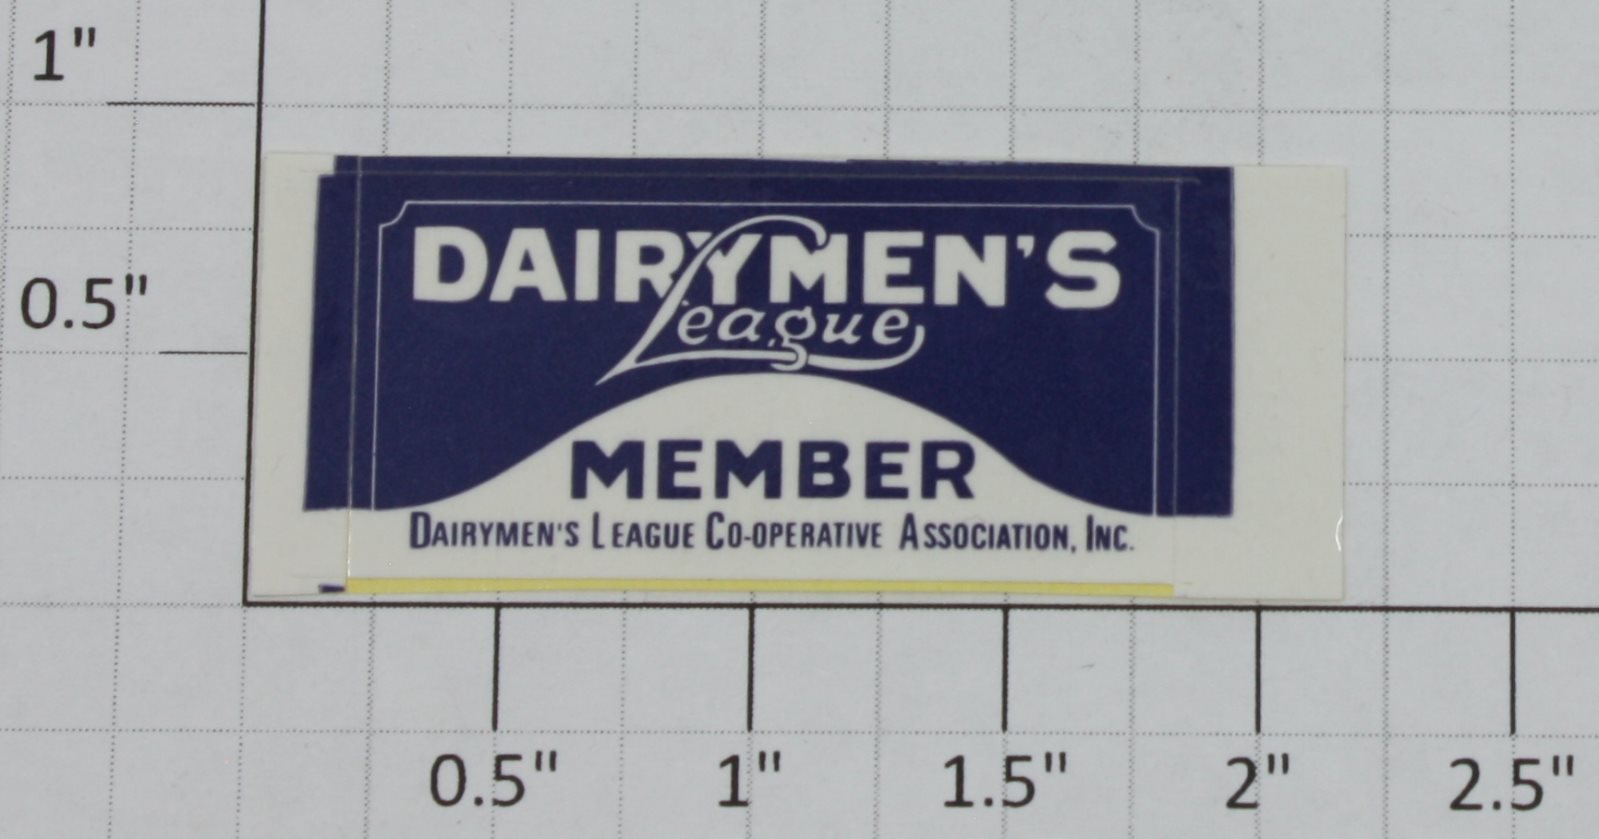 1"
DAIRYMEN'S
League
0.5"
MEMBER
DAIRYMEN'S LEAGUE CO-OPERATIVE ASSOCIATION, INC.
0.5" 1" 1.5" 2" 2.5"